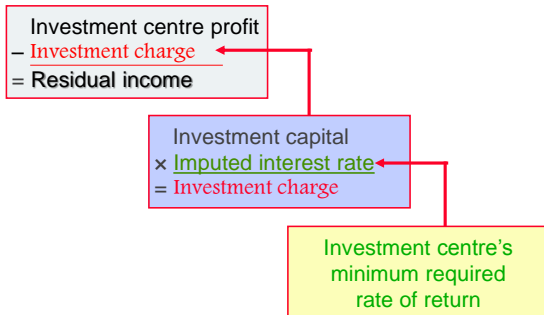 Investment centre profit
– Investment charge
= Residual income
Investment capital
× Imputed interest rate
= Investment charge
Investment centre's
minimum required
rate of return